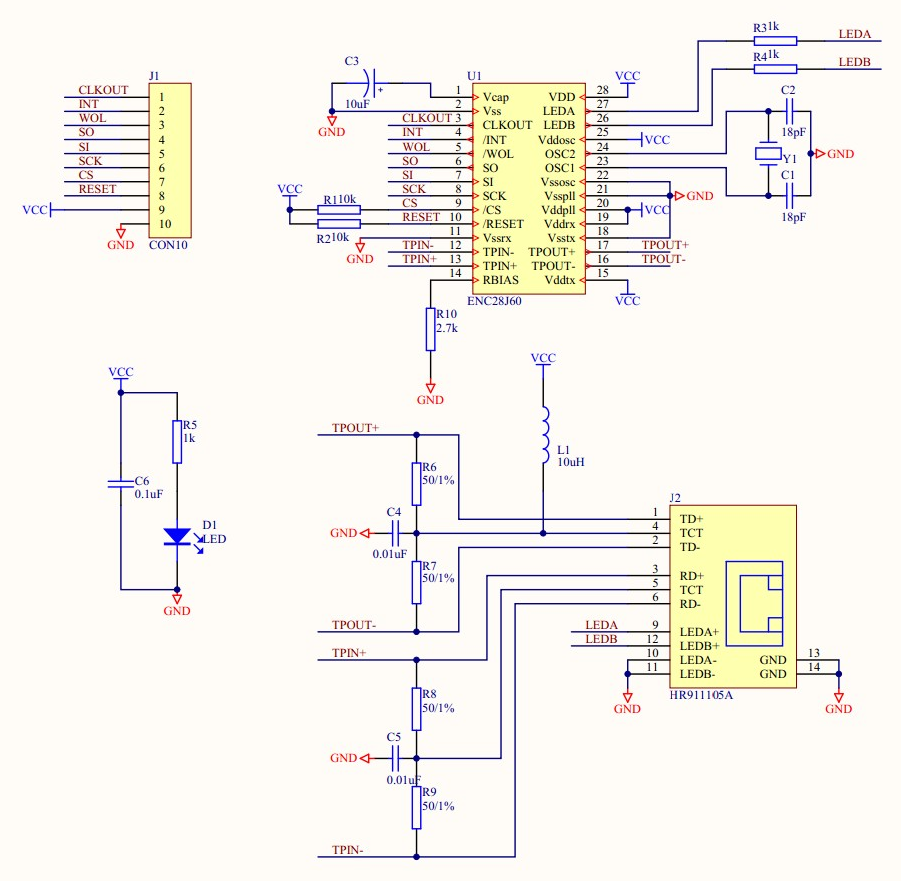 J1
CLKOUT 1
INT 2
WOL 3
SO 4
SI 5
SCK 6
CS 7
RESET 8
VCC 9
10
GND
CON10
C3
+
10uF
GND
VCC
R1 10k
R2 10k
GND
U1
1 Vcap
2 Vss
CLKOUT 3 CLKOUT
INT 4 /INT
WOL 5 /WOL
SO 6 SO
SI 7 SI
SCK 8 SCK
CS 9 /CS
RESET 10 /RESET
11 Vssrx
TPIN- 12 TPIN-
TPIN+ 13 TPIN+
14 RBIAS
VDD 28
LEDA 27
LEDB 26
Vddosc 25
OSC2 24
OSC1 23
Vssosc 22
Vsspll 21
Vddpll 20
Vddrx 19
Vsstx 18
TPOUT+ 17 TPOUT+
TPOUT- 16 TPOUT-
Vddtx 15
ENC28J60
VCC
VCC
VCC
VCC
GND
R3 1k LEDA
R4 1k LEDB
C2
18pF
Y1
GND
C1
18pF
R10
2.7k
GND
VCC
R5
1k
C6
0.1uF
D1
LED
GND
VCC
L1
10uH
TPOUT+
R6
50/1%
C4
GND
0.01uF
R7
50/1%
TPOUT-
TPIN+
R8
50/1%
C5
GND
0.01uF
R9
50/1%
TPIN-
J2
1 TD+
4 TCT
2 TD-
3 RD+
5 TCT
6 RD-
LEDA 9 LEDA+
LEDB 12 LEDB+
10 LEDA- GND 13
11 LEDB- GND 14
HR911105A
GND
GND